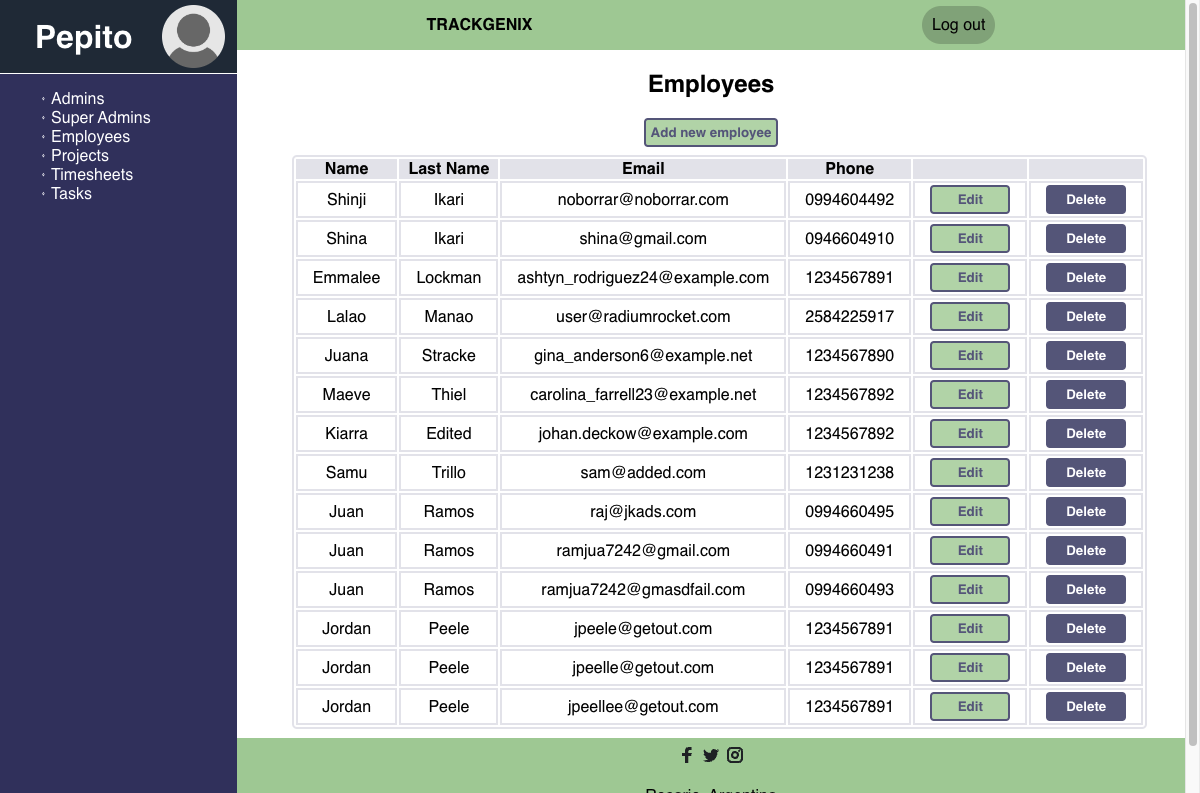 Pepito
TRACKGENIX
Log out
Admins
Super Admins
Employees
Projects
Timesheets
Tasks
Employees
Add new employee
Name Last Name Email Phone
Shinji Ikari noborrar@noborrar.com 0994604492 Edit Delete
Shina Ikari shina@gmail.com 0946604910 Edit Delete
Emmalee Lockman ashtyn_rodriguez24@example.com 1234567891 Edit Delete
Lalao Manao user@radiumrocket.com 2584225917 Edit Delete
Juana Stracke gina_anderson6@example.net 1234567890 Edit Delete
Maeve Thiel carolina_farrell23@example.net 1234567892 Edit Delete
Kiarra Edited johan.deckow@example.com 1234567892 Edit Delete
Samu Trillo sam@added.com 1231231238 Edit Delete
Juan Ramos raj@jkads.com 0994660495 Edit Delete
Juan Ramos ramjua7242@gmail.com 0994660491 Edit Delete
Juan Ramos ramjua7242@gmasdfail.com 0994660493 Edit Delete
Jordan Peele jpeele@getout.com 1234567891 Edit Delete
Jordan Peele jpeelle@getout.com 1234567891 Edit Delete
Jordan Peele jpeellee@getout.com 1234567891 Edit Delete
Rosario, Argentina